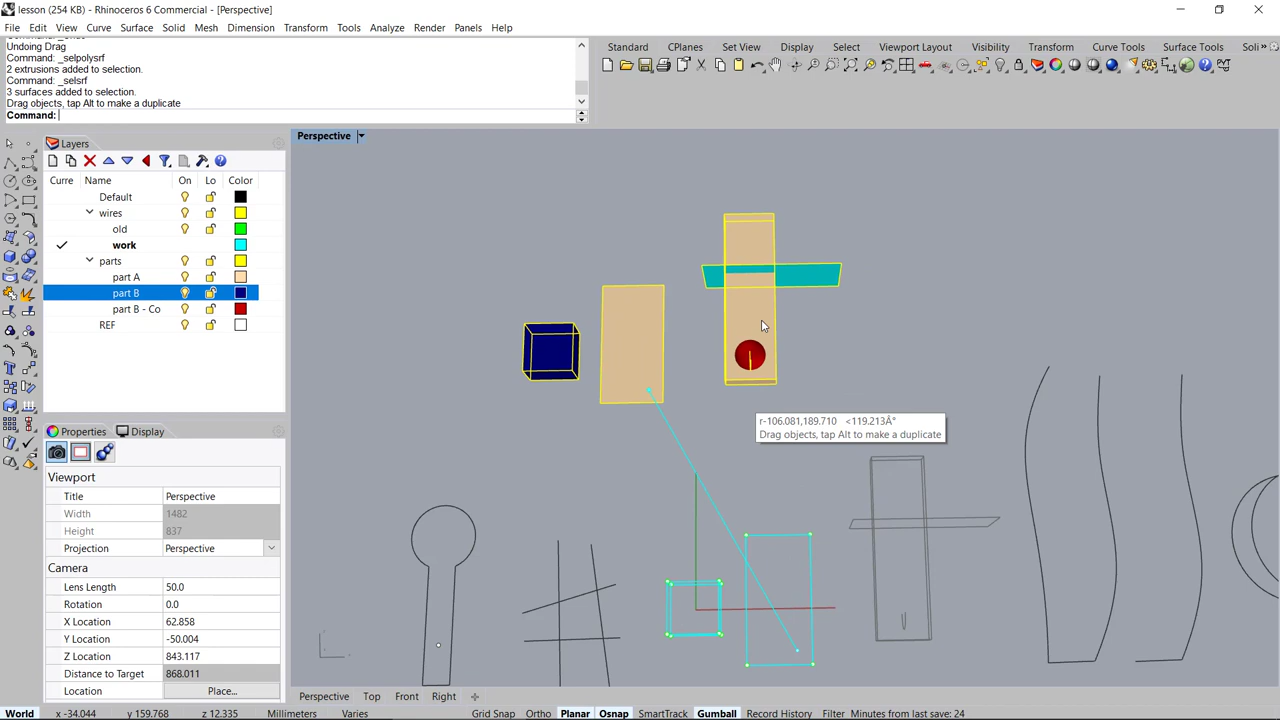 lesson (254 KB) - Rhinoceros 6 Commercial - [Perspective]
File Edit View Curve Surface Solid Mesh Dimension Transform Tools Analyze Render Panels Help
Undoing Drag
Command: _selpolysrf
2 extrusions added to selection.
Command: _selsrf
3 surfaces added to selection.
Drag objects, tap Alt to make a duplicate
Command:
Standard CPlanes Set View Display Select Viewport Layout Visibility Transform Curve Tools Surface Tools Soli »
Perspective
Layers
Curre Name On Lo Color
Default
wires
old
work
parts
part A
part B
part B - Co
REF
r-106.081,189.710 <119.213Â°
Drag objects, tap Alt to make a duplicate
Properties Display
Viewport
Title Perspective
Width 1482
Height 837
Projection Perspective
Camera
Lens Length 50.0
Rotation 0.0
X Location 62.858
Y Location -50.004
Z Location 843.117
Distance to Target 868.011
Location Place...
Perspective Top Front Right
World x -34.044 y 159.768 z 12.335 Millimeters Varies Grid Snap Ortho Planar Osnap SmartTrack Gumball Record History Filter Minutes from last save: 24